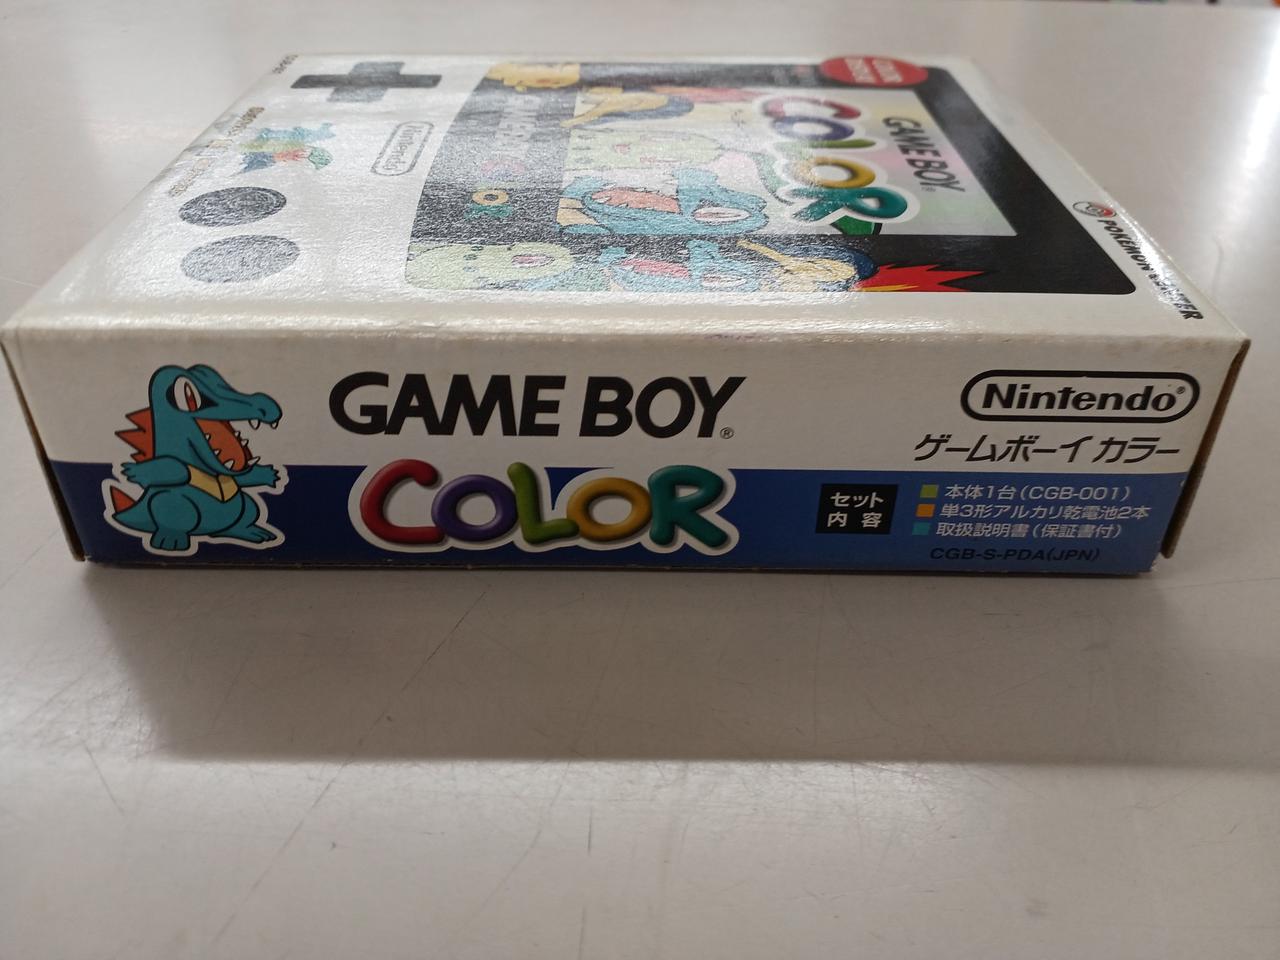 Nintendo
GAME BOY®
COLOR
POKÉMON CENTER
GAME BOY®
COLOR
Nintendo®
ゲームボーイ カラー
セット
内容
本体1台(CGB-001)
単3形アルカリ乾電池2本
取扱説明書(保証書付)
CGB-S-PDA(JPN)